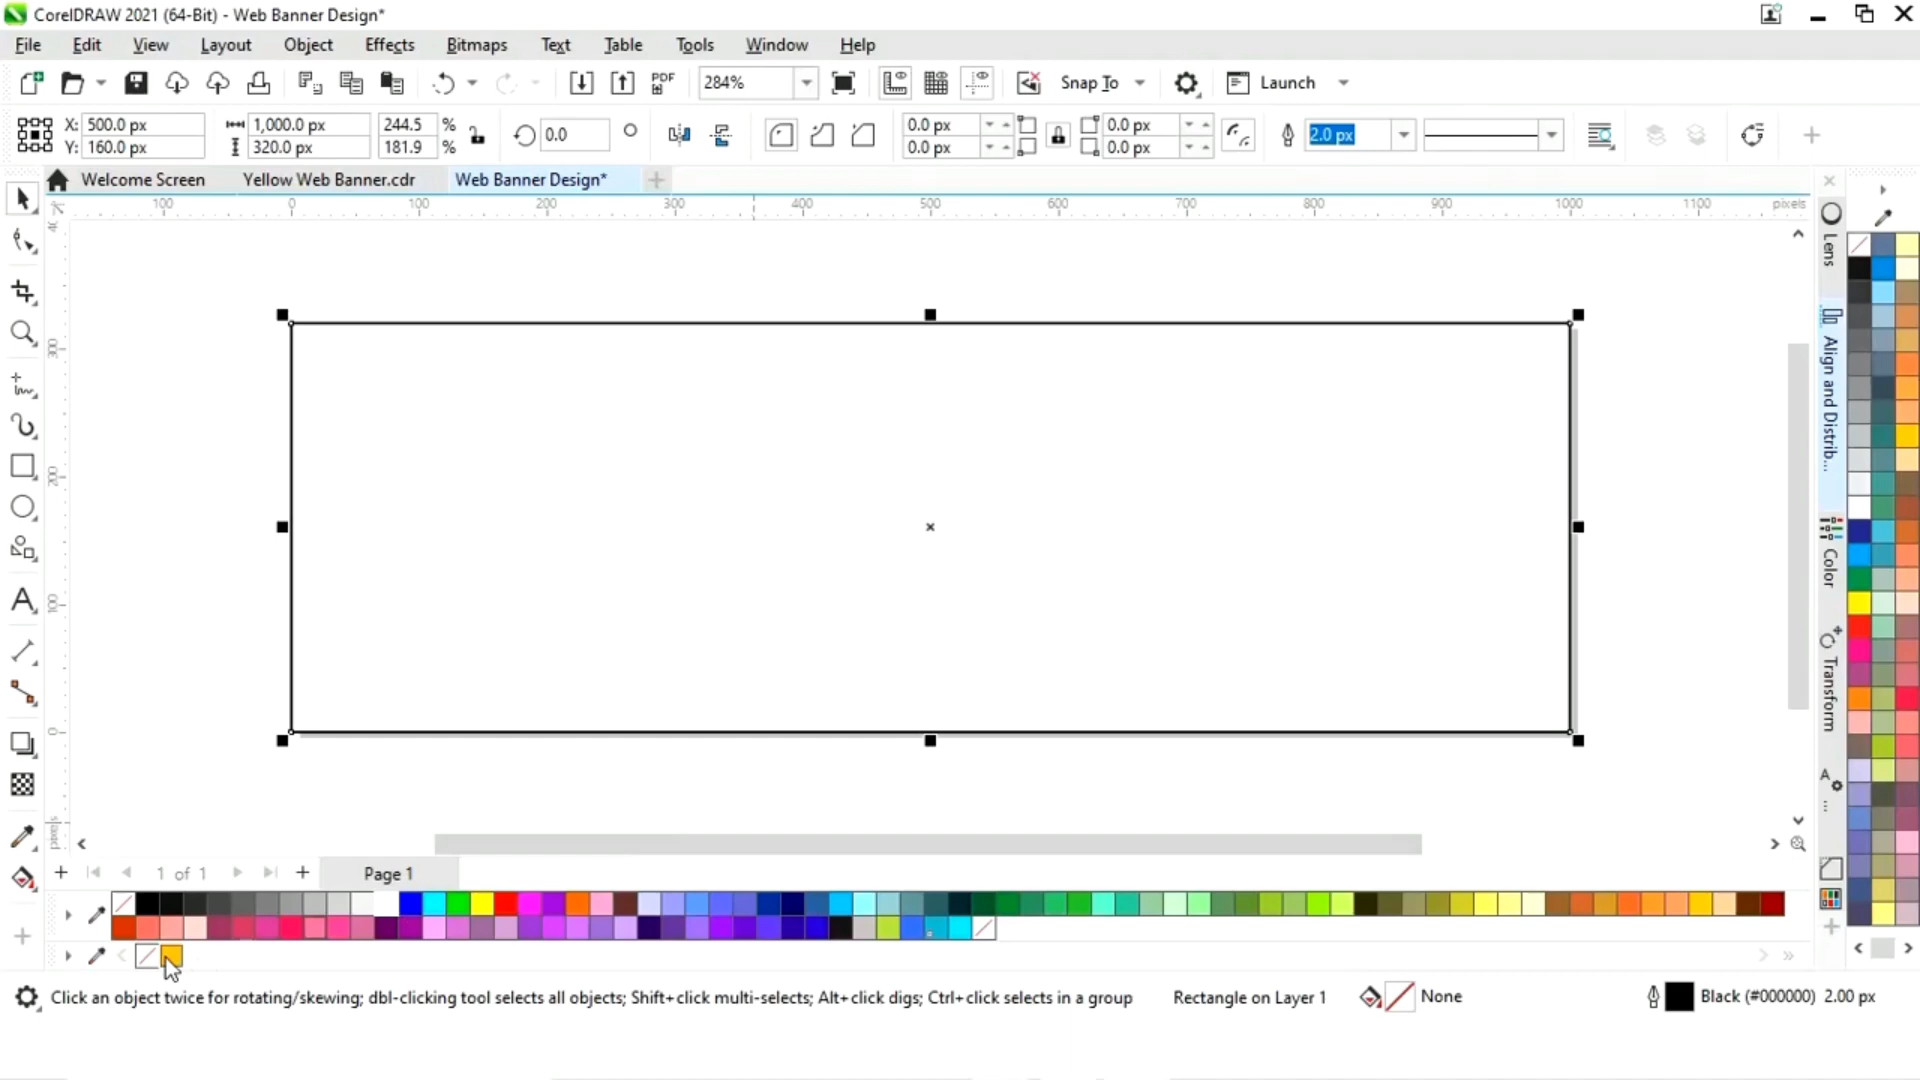 CorelDRAW 2021 (64-Bit) - Web Banner Design*
File Edit View Layout Object Effects Bitmaps Text Table Tools Window Help
PDF 284% Snap To Launch
X: 500.0 px 1,000.0 px 244.5 % 0.0 0.0 px 0.0 px 2.0 px
Y: 160.0 px 320.0 px 181.9 % 0.0 px 0.0 px
Welcome Screen Yellow Web Banner.cdr Web Banner Design*
100 0 100 200 300 400 500 600 700 800 900 1000 1100 pixels
300
200
100
0
Lens
Align and Distrib...
Color
Transform
A
1 of 1 Page 1
Click an object twice for rotating/skewing; dbl-clicking tool selects all objects; Shift+click multi-selects; Alt+click digs; Ctrl+click selects in a group Rectangle on Layer 1 None Black (#000000) 2.00 px